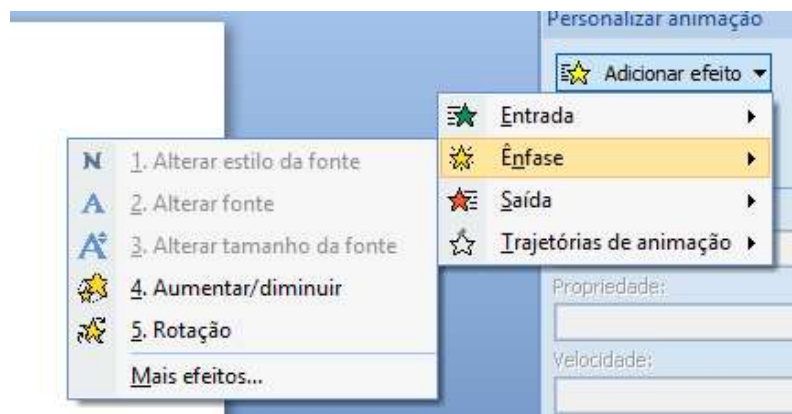 Personalizar animação
Adicionar efeito
Entrada
Ênfase
Saída
Trajetórias de animação
1. Alterar estilo da fonte
2. Alterar fonte
3. Alterar tamanho da fonte
4. Aumentar/diminuir
5. Rotação
Mais efeitos...
Propriedade:
Velocidade: